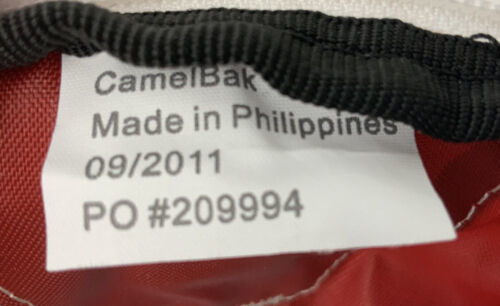 CamelBak
Made in Philippines
09/2011
PO #209994